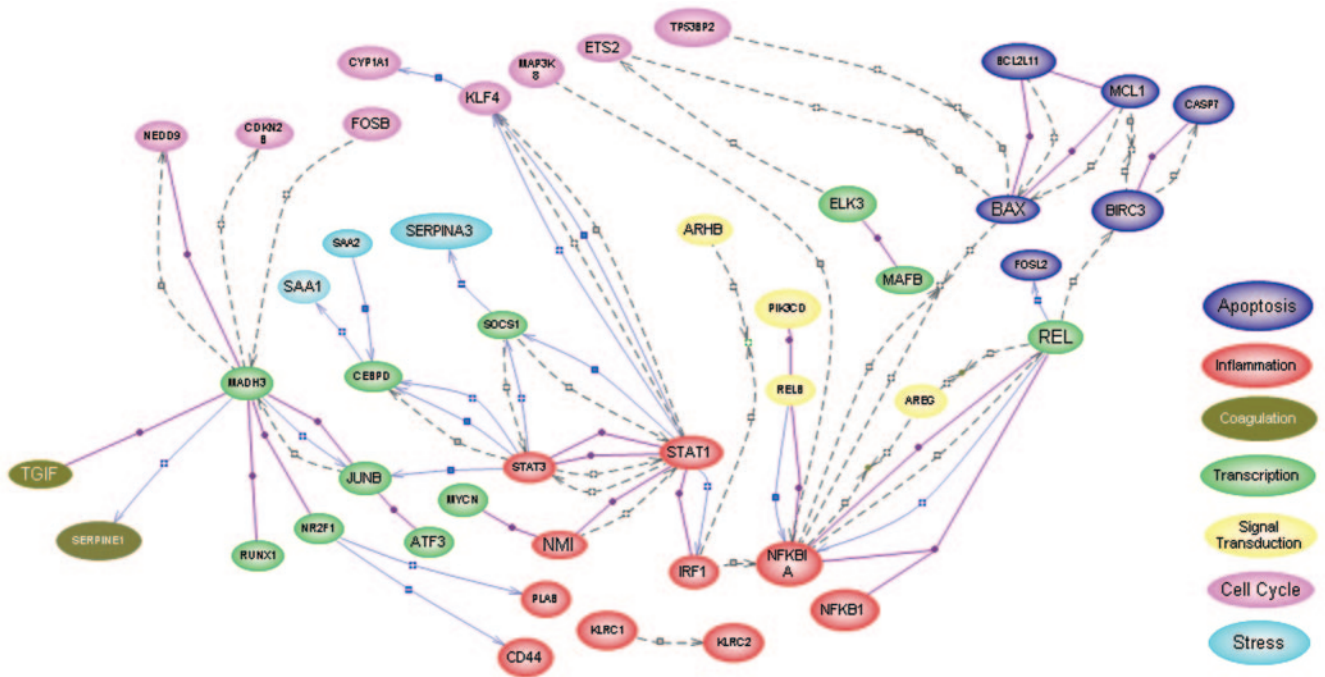 TP53BP2
ETS2
CYP1A1
MAP3K
8
BCL2L11
KLF4
MCL1
CASP7
NEDD9
CDKN2
B
FOSB
ELK3
BAX
BIRC3
SERPINA3
ARHB
SAA2
SAA1
MAFB
FOSL2
Apoptosis
PIK3CD
SOCS1
REL
Inflammation
MADH3
CEBPD
RELB
AREG
Coagulation
STAT1
TGIF
STAT3
JUNB
Transcription
MYCN
NR2F1
SERPINE1
ATF3
NMI
Signal
Transduction
RUNX1
IRF1
NFKBI
A
PLAB
Cell Cycle
NFKB1
KLRC1
KLRC2
Stress
CD44